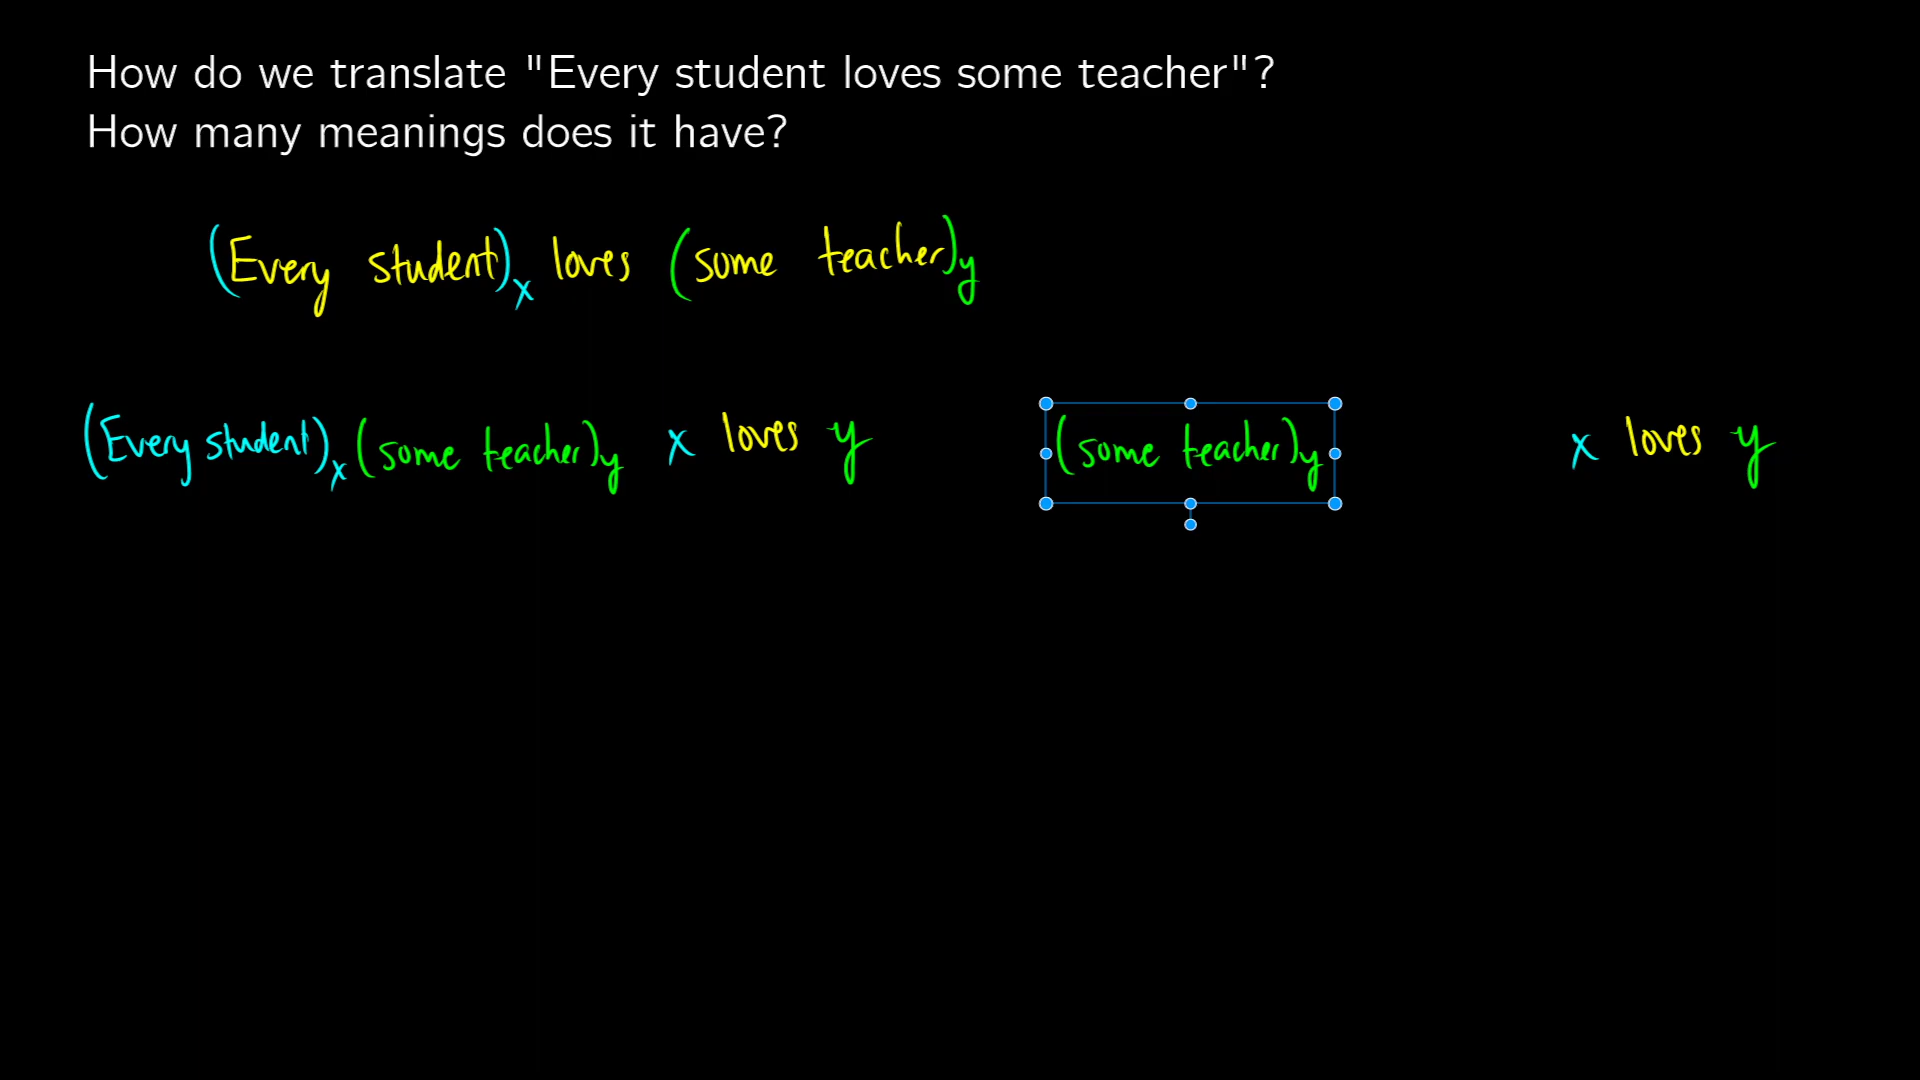 How do we translate "Every student loves some teacher"?
How many meanings does it have?
(Every student)x loves (some teacher)y
(Every student)x (some teacher)y x loves y (some teacher)y x loves y